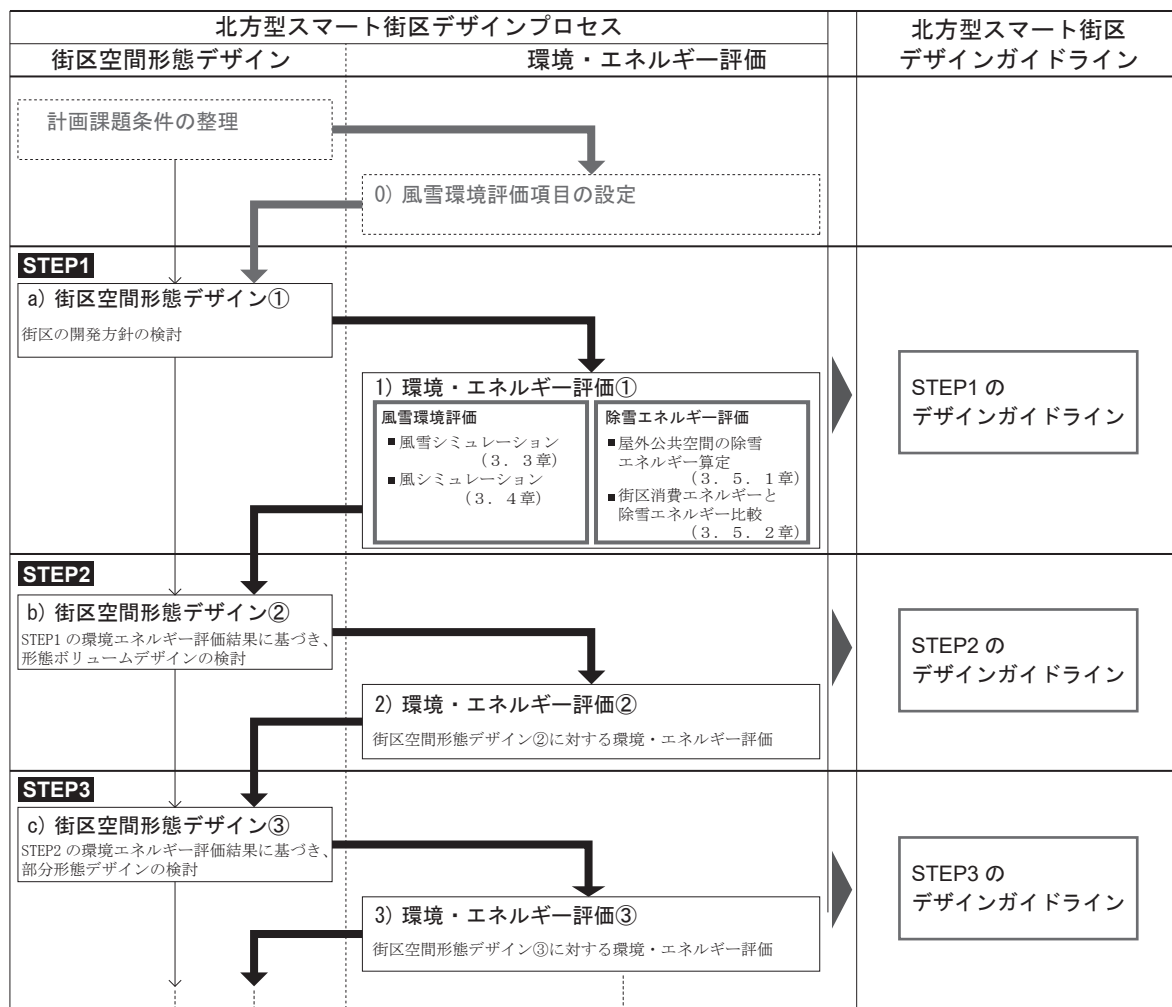 北方型スマート街区デザインプロセス
北方型スマート街区
デザインガイドライン
街区空間形態デザイン
環境・エネルギー評価
計画課題条件の整理
0) 風雪環境評価項目の設定
STEP1
a) 街区空間形態デザイン①
街区の開発方針の検討
1) 環境・エネルギー評価①
風雪環境評価
■風雪シミュレーション
(3. 3章)
■風シミュレーション
(3. 4章)
除雪エネルギー評価
■屋外公共空間の除雪
エネルギー算定
(3. 5. 1章)
■街区消費エネルギーと
除雪エネルギー比較
(3. 5. 2章)
STEP1 の
デザインガイドライン
STEP2
b) 街区空間形態デザイン②
STEP1 の環境エネルギー評価結果に基づき、
形態ボリュームデザインの検討
2) 環境・エネルギー評価②
街区空間形態デザイン②に対する環境・エネルギー評価
STEP2 の
デザインガイドライン
STEP3
c) 街区空間形態デザイン③
STEP2 の環境エネルギー評価結果に基づき、
部分形態デザインの検討
3) 環境・エネルギー評価③
街区空間形態デザイン③に対する環境・エネルギー評価
STEP3 の
デザインガイドライン